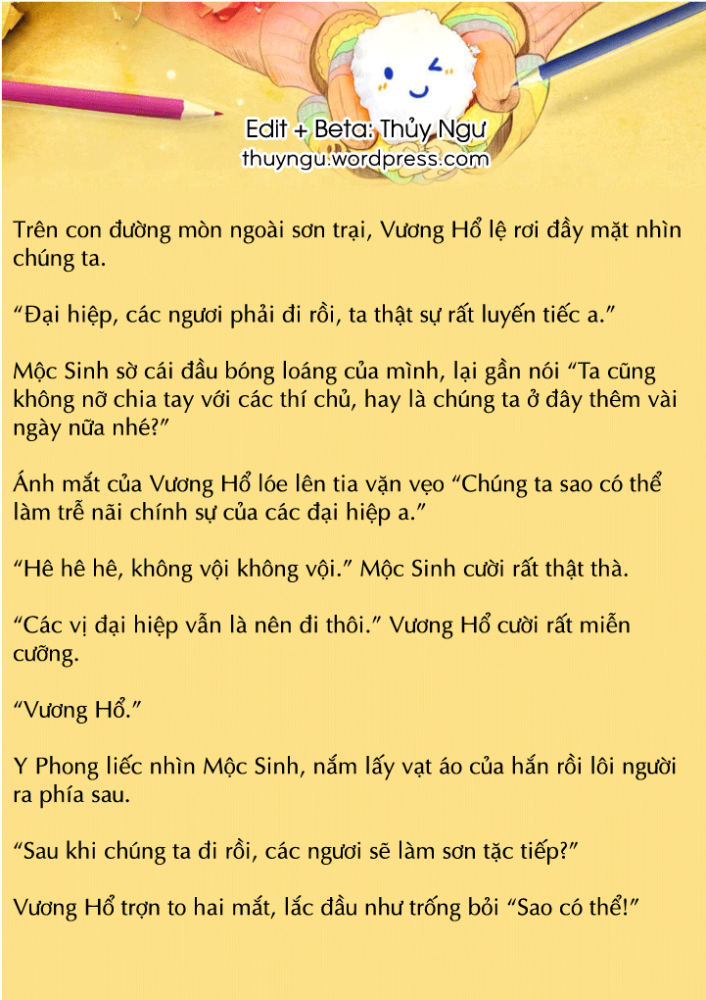 Edit + Beta: Thủy Ngư
thuyngu.wordpress.com
Trên con đường mòn ngoài sơn trại, Vương Hổ lệ rơi đầy mặt nhìn
chúng ta.
“Đại hiệp, các ngươi phải đi rồi, ta thật sự rất luyến tiếc a.”
Mộc Sinh sờ cái đầu bóng loáng của mình, lại gần nói “Ta cũng
không nỡ chia tay với các thí chủ, hay là chúng ta ở đây thêm vài
ngày nữa nhé?”
Ánh mắt của Vương Hổ lóe lên tia vặn vẹo “Chúng ta sao có thể
làm trễ nãi chính sự của các đại hiệp a.”
“Hê hê hê, không vội không vội.” Mộc Sinh cười rất thật thà.
“Các vị đại hiệp vẫn là nên đi thôi.” Vương Hổ cười rất miễn
cưỡng.
“Vương Hổ.”
Y Phong liếc nhìn Mộc Sinh, nắm lấy vạt áo của hắn rồi lôi người
ra phía sau.
“Sau khi chúng ta đi rồi, các ngươi sẽ làm sơn tặc tiếp?”
Vương Hổ trợn to hai mắt, lắc đầu như trống bỏi “Sao có thể!”